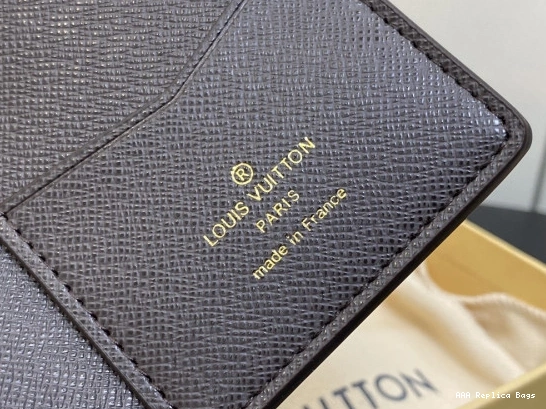 ®
LOUIS VUITTON
PARIS
made in France
UITTON
AAA Replica Bags